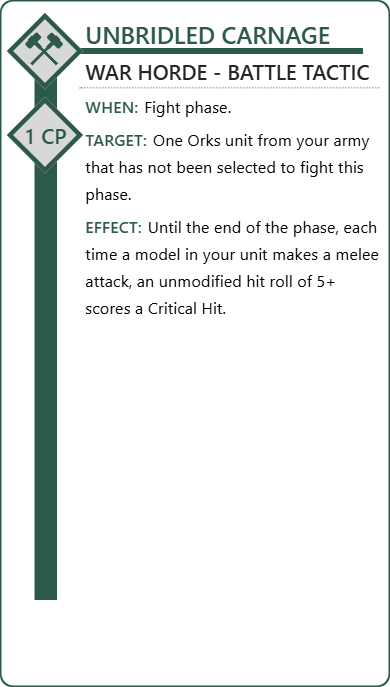 UNBRIDLED CARNAGE
WAR HORDE - BATTLE TACTIC
1 CP
WHEN: Fight phase.
TARGET: One Orks unit from your army
that has not been selected to fight this
phase.
EFFECT: Until the end of the phase, each
time a model in your unit makes a melee
attack, an unmodified hit roll of 5+
scores a Critical Hit.